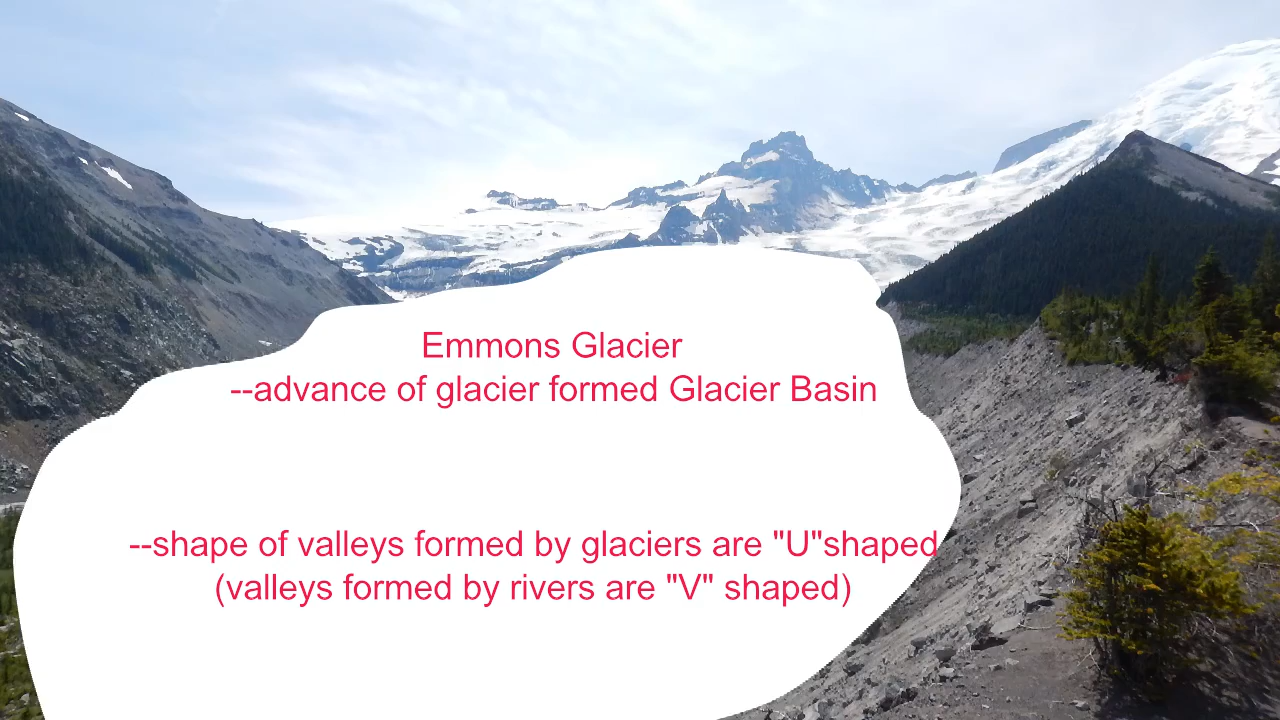 Emmons Glacier
--advance of glacier formed Glacier Basin
--shape of valleys formed by glaciers are "U"shaped
(valleys formed by rivers are "V" shaped)